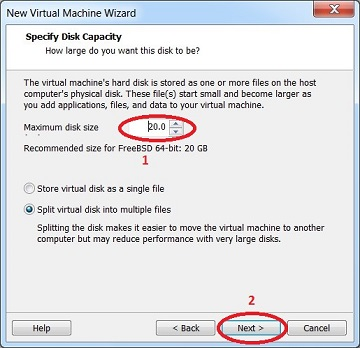 New Virtual Machine Wizard
Specify Disk Capacity
How large do you want this disk to be?
The virtual machine's hard disk is stored as one or more files on the host
computer's physical disk. These file(s) start small and become larger as
you add applications, files, and data to your virtual machine.
Maximum disk size 20.0
1
Recommended size for FreeBSD 64-bit: 20 GB
Store virtual disk as a single file
Split virtual disk into multiple files
Splitting the disk makes it easier to move the virtual machine to another
computer but may reduce performance with very large disks.
2
Help < Back Next > Cancel